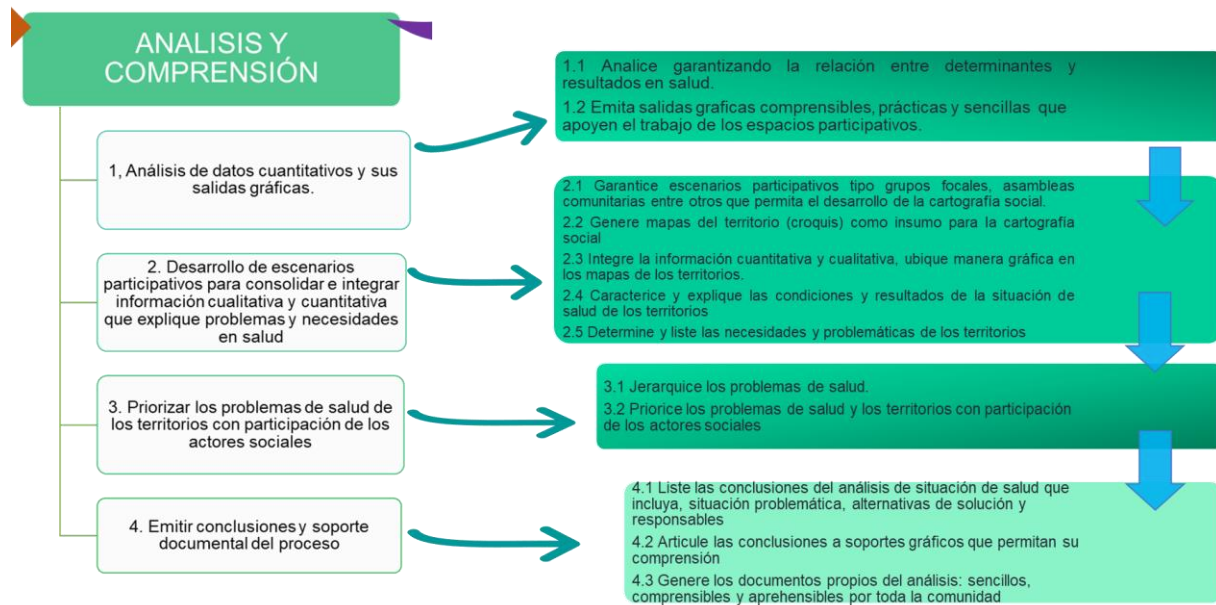 ANALISIS Y
COMPRENSIÓN
1, Análisis de datos cuantitativos y sus
salidas gráficas.
1.1 Analice garantizando la relación entre determinantes y
resultados en salud.
1.2 Emita salidas graficas comprensibles, prácticas y sencillas que
apoyen el trabajo de los espacios participativos.
2. Desarrollo de escenarios
participativos para consolidar e integrar
información cualitativa y cuantitativa
que explique problemas y necesidades
en salud
2.1 Garantice escenarios participativos tipo grupos focales, asambleas
comunitarias entre otros que permita el desarrollo de la cartografía social.
2.2 Genere mapas del territorio (croquis) como insumo para la cartografía
social
2.3 Integre la información cuantitativa y cualitativa, ubique manera gráfica en
los mapas de los territorios.
2.4 Caracterice y explique las condiciones y resultados de la situación de
salud de los territorios
2.5 Determine y liste las necesidades y problemáticas de los territorios
3. Priorizar los problemas de salud de
los territorios con participación de los
actores sociales
3.1 Jerarquice los problemas de salud.
3.2 Priorice los problemas de salud y los territorios con participación
de los actores sociales
4. Emitir conclusiones y soporte
documental del proceso
4.1 Liste las conclusiones del análisis de situación de salud que
incluya, situación problemática, alternativas de solución y
responsables
4.2 Articule las conclusiones a soportes gráficos que permitan su
comprensión
4.3 Genere los documentos propios del análisis: sencillos,
comprensibles y aprehensibles por toda la comunidad